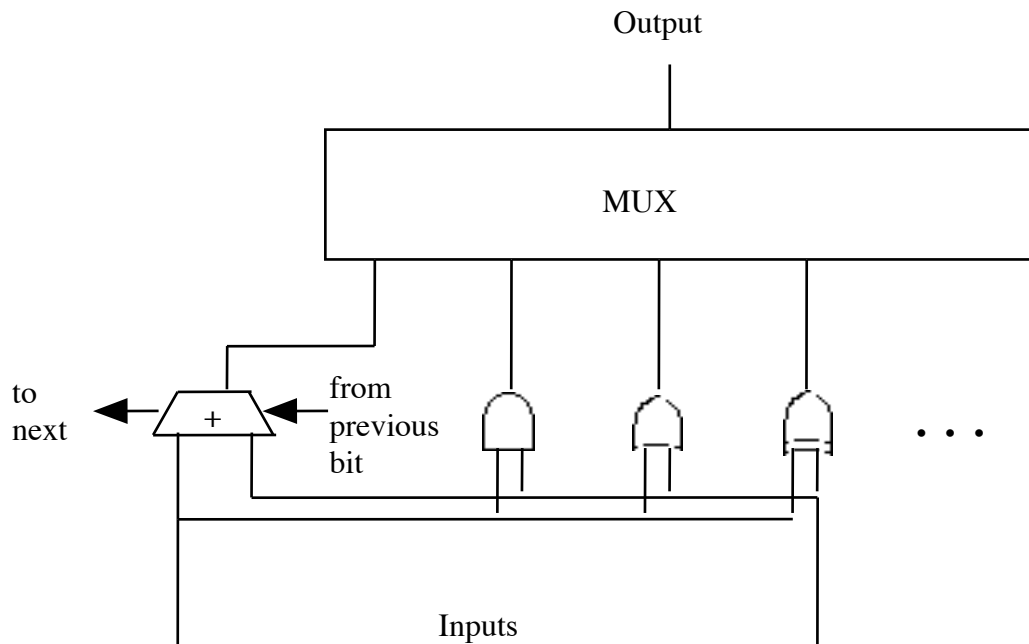 Output
MUX
to
next
+
from
previous
bit
. . .
Inputs